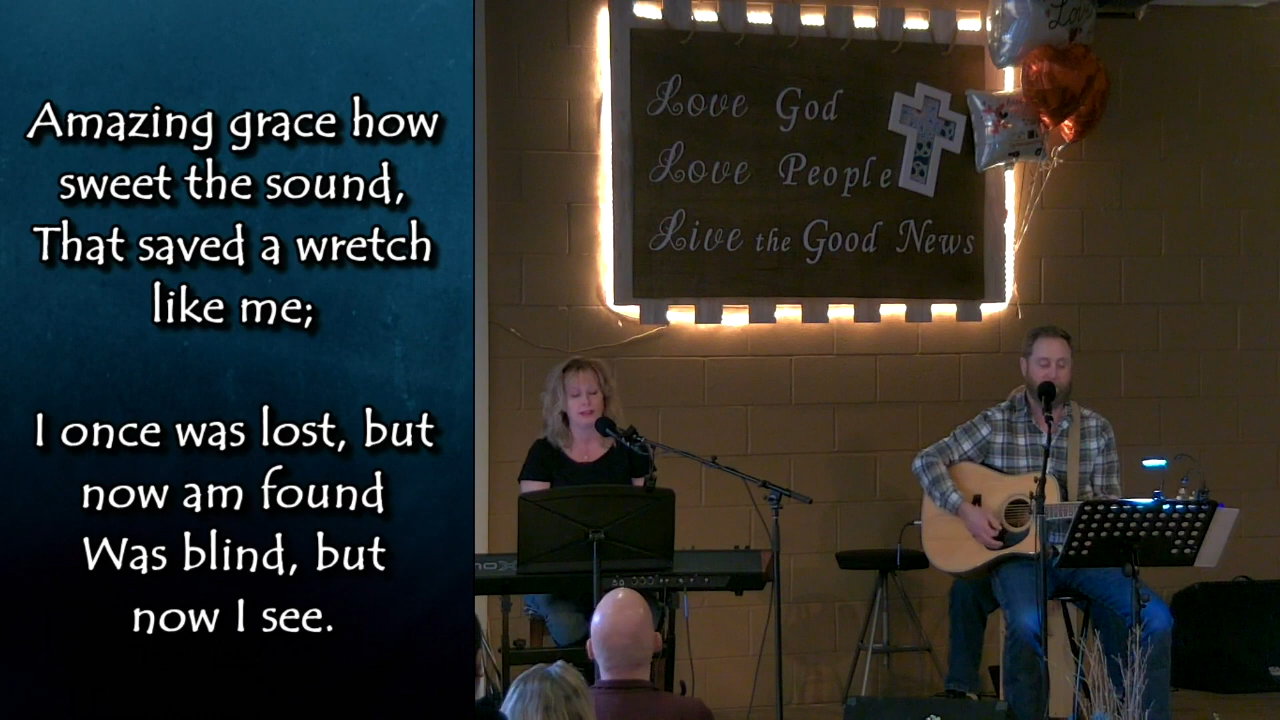 Amazing grace how
sweet the sound,
That saved a wretch
like me;
I once was lost, but
now am found
Was blind, but
now I see.
Love God
Love People
Live the Good News